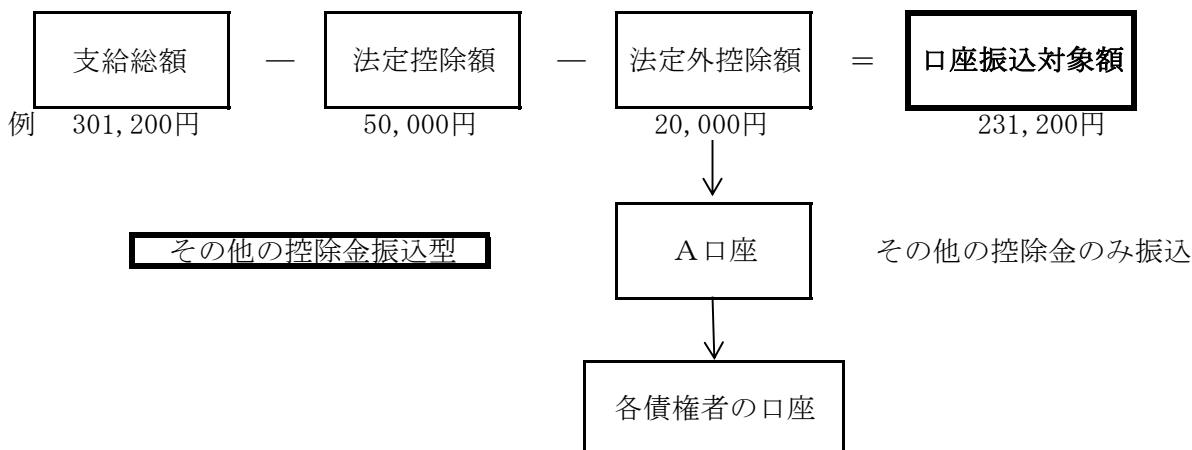 支給総額 ― 法定控除額 ― 法定外控除額 = 口座振込対象額
例 301,200円 50,000円 20,000円 231,200円
その他の控除金振込型 A口座 その他の控除金のみ振込
各債権者の口座